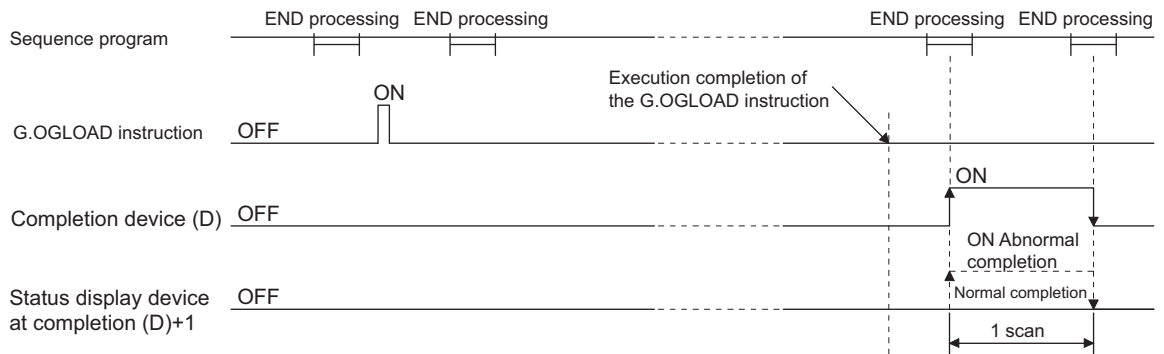 END processing
END processing
END processing
END processing
Sequence program
Execution completion of
the G.OGLOAD instruction
ON
G.OGLOAD instruction
OFF
ON
Completion device (D)
OFF
ON Abnormal
completion
Status display device
at completion (D)+1
OFF
Normal completion
1 scan